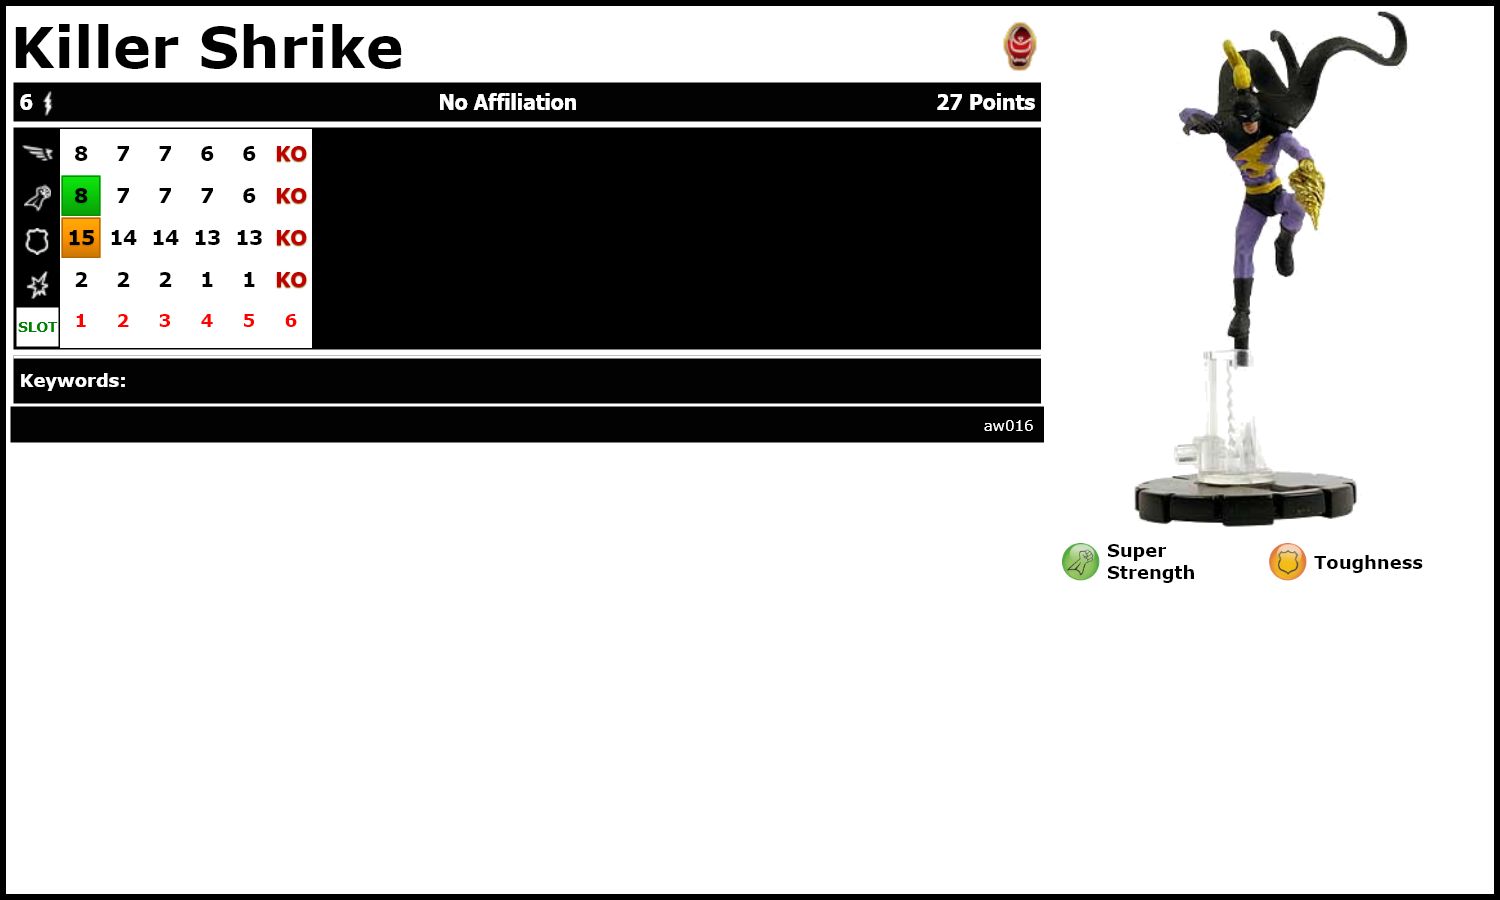 Killer Shrike
6 No Affiliation 27 Points
8 7 7 6 6 KO
8 7 7 7 6 KO
15 14 14 13 13 KO
2 2 2 1 1 KO
SLOT 1 2 3 4 5 6
Keywords:
aw016
Super
Strength
Toughness